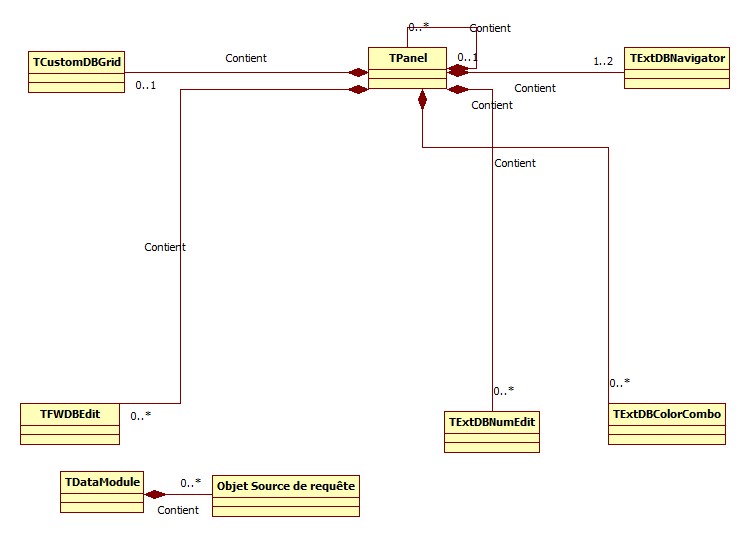 0..*
Contient
TCustomDBGrid
Contient
TPanel
0..1
1..2
TExtDBNavigator
0..1
Contient
Contient
Contient
Contient
0..*
0..*
TFWDBEdit
0..*
TExtDBNumEdit
TExtDBColorCombo
TDataModule
0..*
Objet Source de requête
Contient